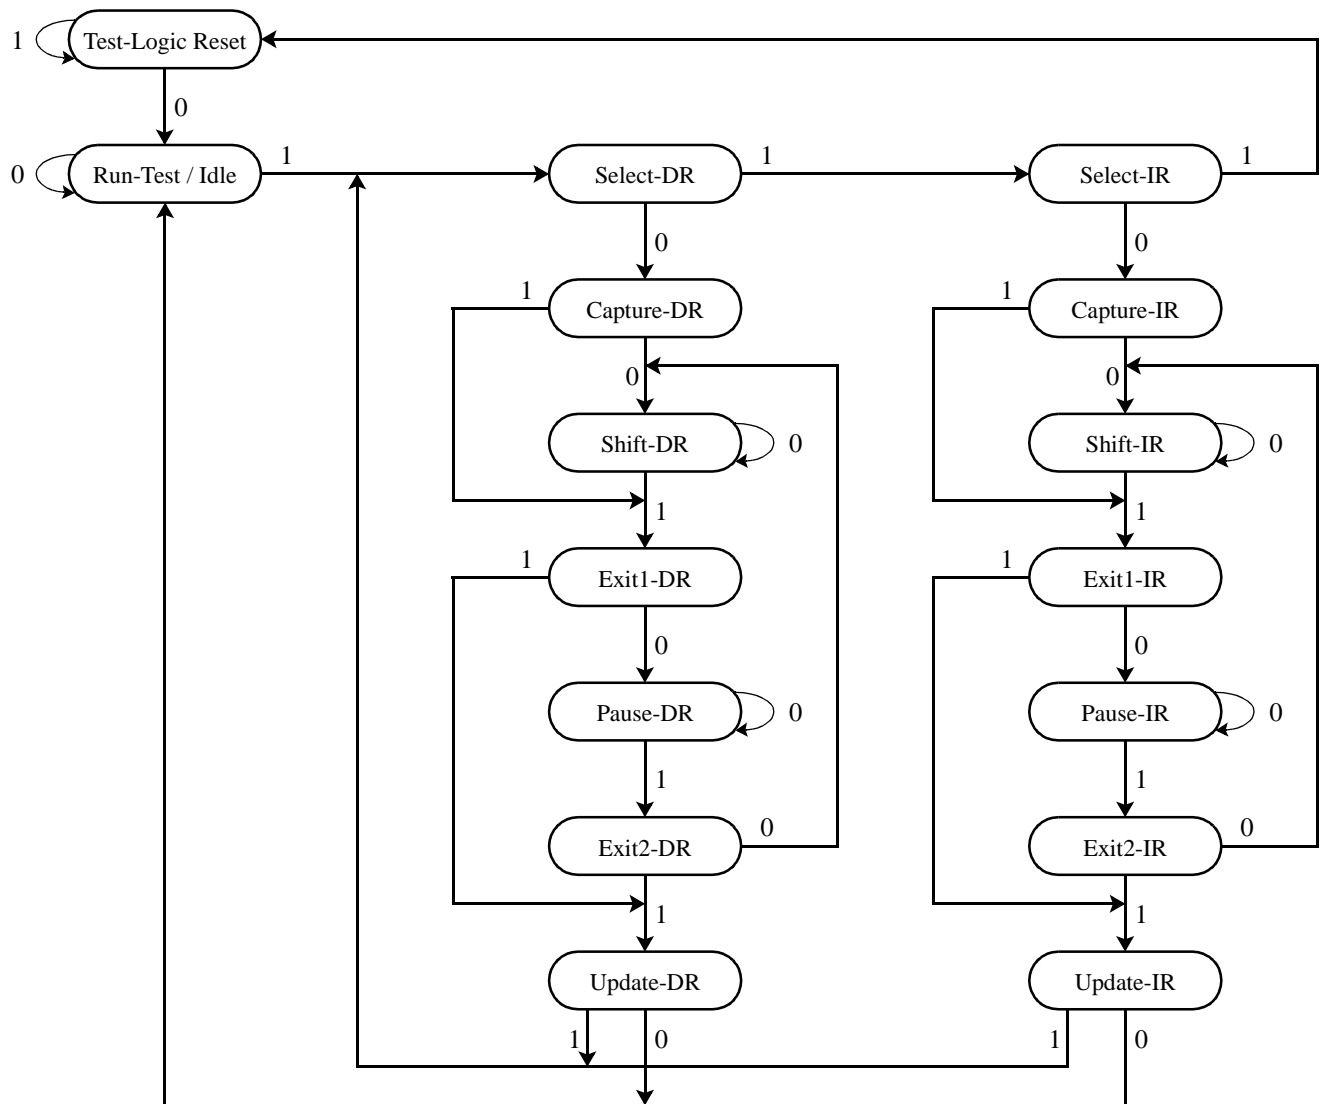 1 Test-Logic Reset
0
0 Run-Test / Idle 1 Select-DR 1 Select-IR 1
0 0
1 Capture-DR 1 Capture-IR
0 0
Shift-DR 0 Shift-IR 0
1 1
1 Exit1-DR 1 Exit1-IR
0 0
Pause-DR 0 Pause-IR 0
1 1
Exit2-DR 0 Exit2-IR 0
1 1
Update-DR Update-IR
1 0 1 0